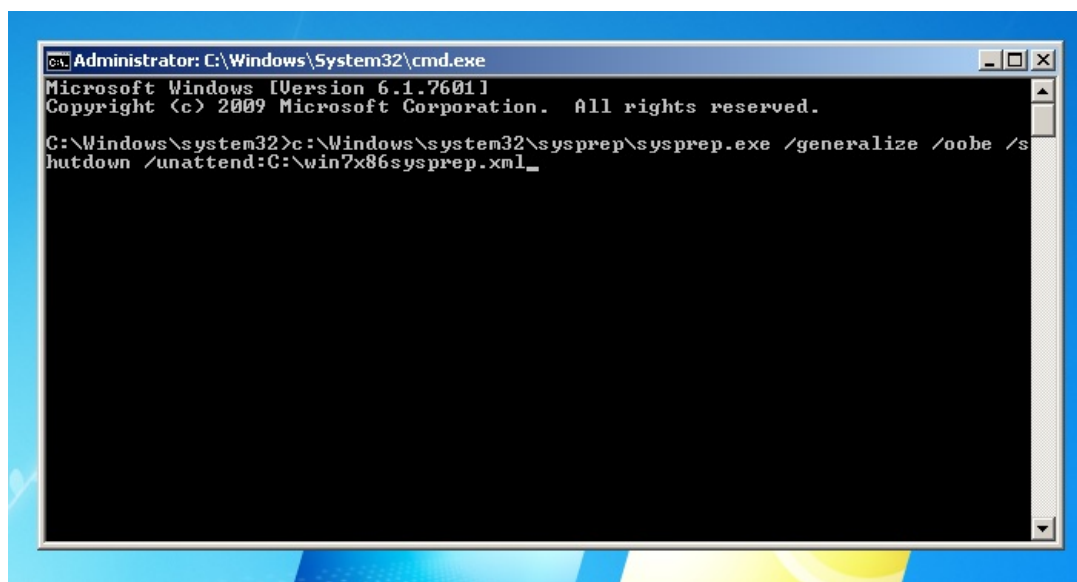 Administrator: C:\Windows\System32\cmd.exe
Microsoft Windows [Version 6.1.7601]
Copyright (c) 2009 Microsoft Corporation.  All rights reserved.
C:\Windows\system32>c:\Windows\system32\sysprep\sysprep.exe /generalize /oobe /s
hutdown /unattend:C:\win7x86sysprep.xml_